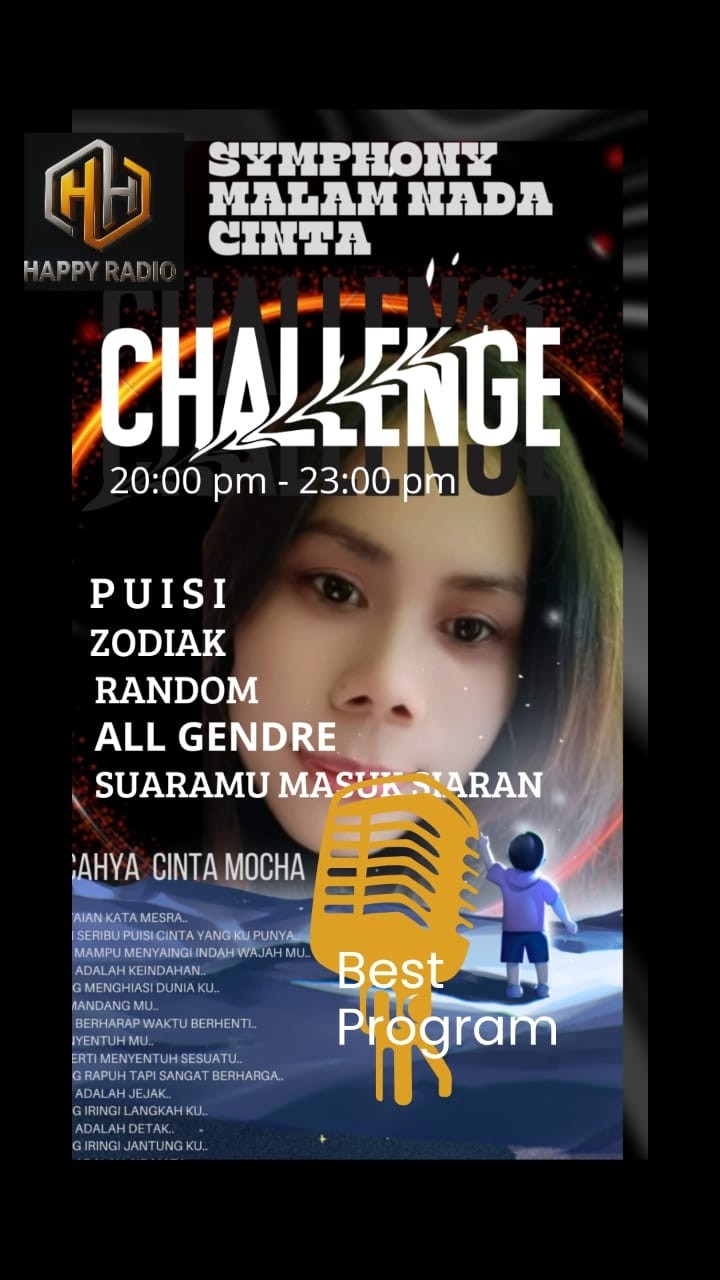 HAPPY RADIO
SYMPHONY
MALAM NADA
CINTA
CHALLENGE
20:00 pm - 23:00 pm
PUISI
ZODIAK
RANDOM
ALL GENDRE
SUARAMU MASUK SIARAN
CAHYA CINTA MOCHA
KATA MESRA..
SERIBU PUISI CINTA YANG KU PUNYA..
MAMPU MENYAINGI INDAH WAJAH MU..
ADALAH KEINDAHAN..
MENGHIASI DUNIA KU..
MANDANG MU..
BERHARAP WAKTU BERHENTI..
NYENTUH MU..
ERTI MENYENTUH SESUATU..
G RAPUH TAPI SANGAT BERHARGA..
ADALAH JEJAK..
G IRINGI LANGKAH KU..
ADALAH DETAK..
G IRINGI JANTUNG KU..
Best
Program